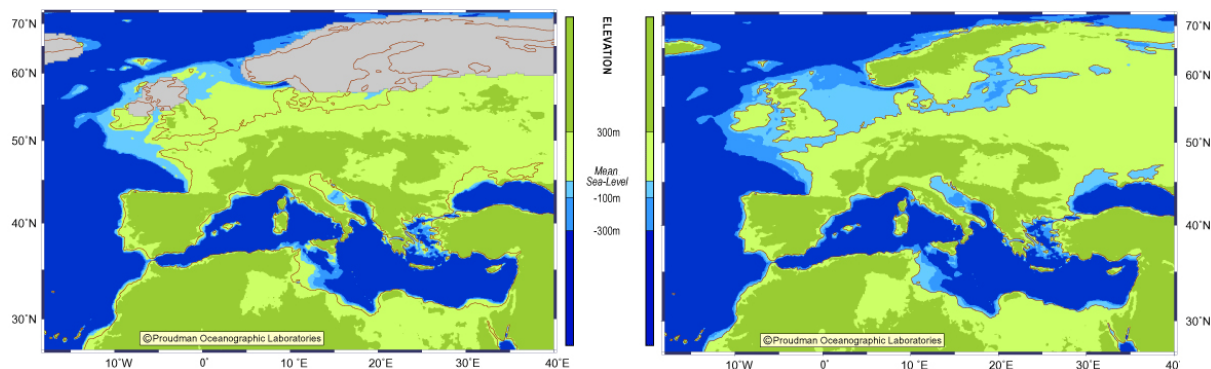 70˚N
60˚N
50˚N
40˚N
30˚N
10˚W
0˚
10˚E
20˚E
30˚E
40˚E
©Proudman Oceanographic Laboratories
ELEVATION
300m
Mean
Sea-Level
-100m
-300m
70˚N
60˚N
50˚N
40˚N
30˚N
10˚W
0˚
10˚E
20˚E
30˚E
40˚E
©Proudman Oceanographic Laboratories